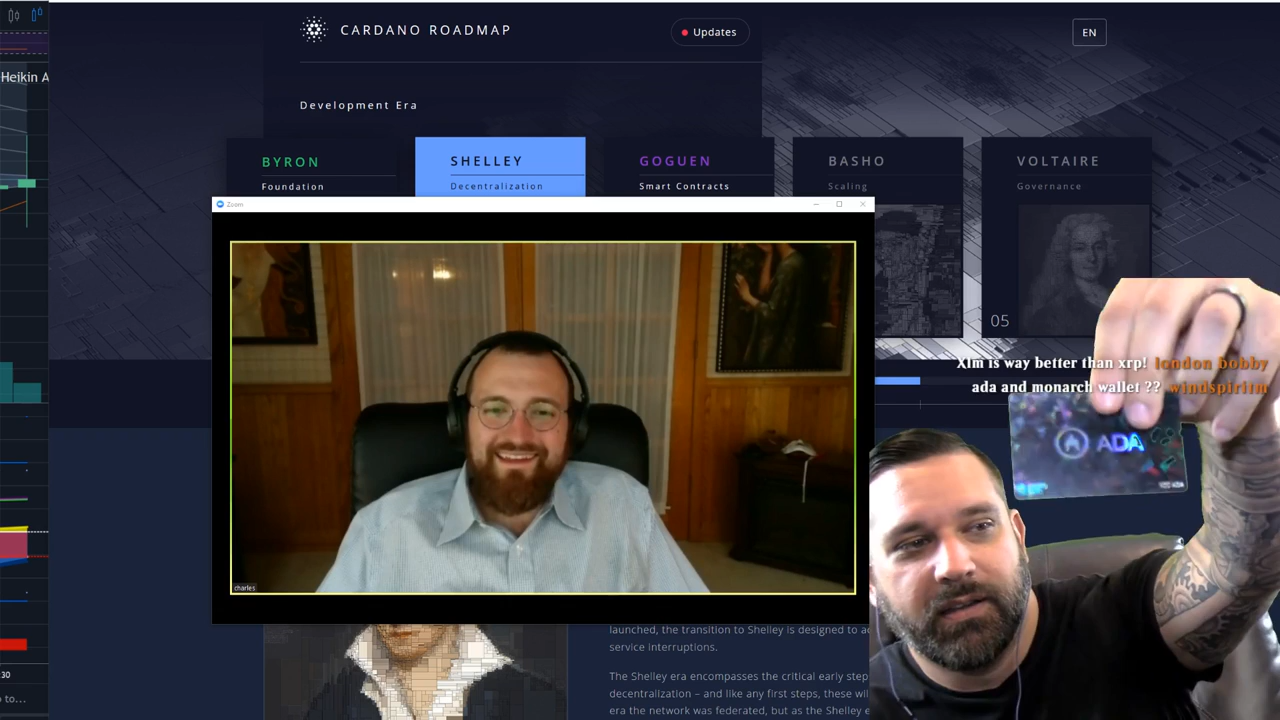 CARDANO ROADMAP
Updates
EN
Heikin A
Development Era
BYRON
Foundation
SHELLEY
Decentralization
GOGUEN
Smart Contracts
BASHO
Scaling
VOLTAIRE
Governance
Zoom
05
Xlm is way better than xrp! london bobby
ada and monarch wallet ?? windspiritm
ADA
charles
launched, the transition to Shelley is designed to ac
service interruptions.
The Shelley era encompasses the critical early step
decentralization – and like any first steps, these wil
era the network was federated, but as the Shelley e
:30
to...